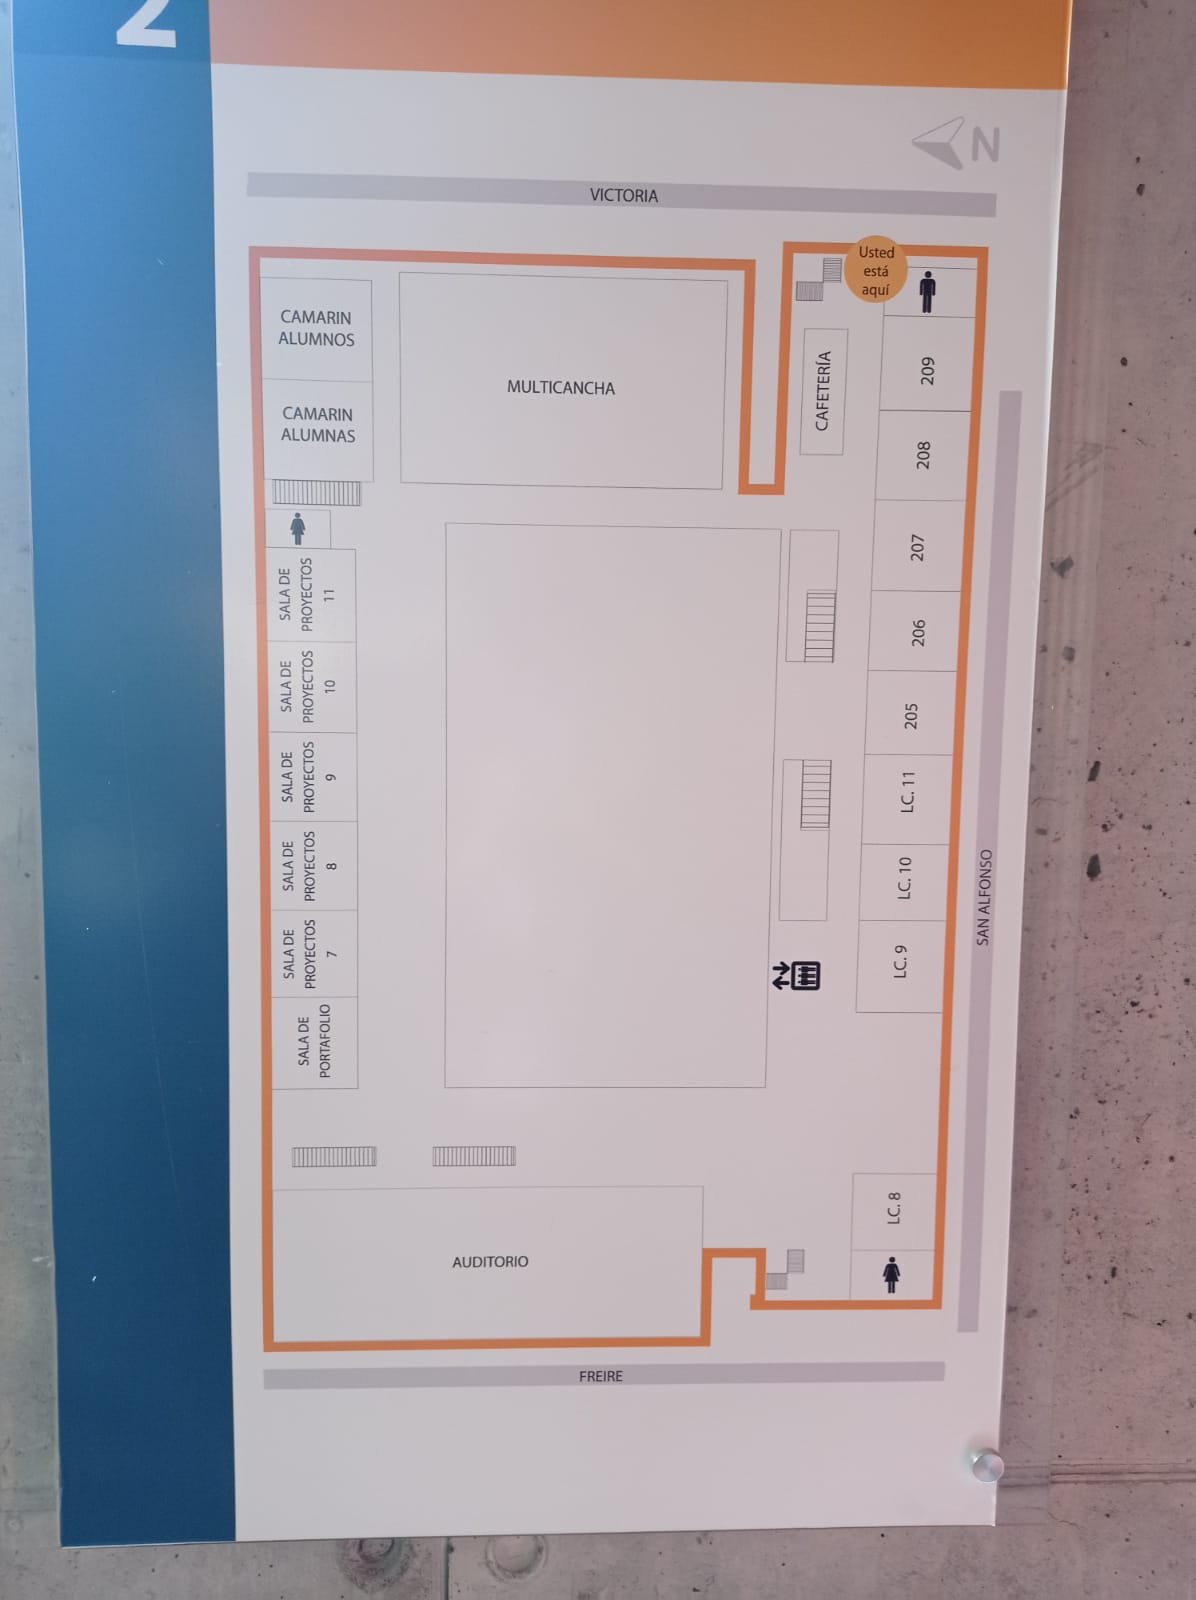 2
N
VICTORIA
Usted
está
aquí
CAMARIN
ALUMNOS
CAMARIN
ALUMNAS
MULTICANCHA
CAFETERÍA
209
208
207
206
205
LC. 11
LC. 10
LC. 9
LC. 8
SAN ALFONSO
SALA DE
PROYECTOS
11
SALA DE
PROYECTOS
10
SALA DE
PROYECTOS
9
SALA DE
PROYECTOS
8
SALA DE
PROYECTOS
7
SALA DE
PORTAFOLIO
AUDITORIO
FREIRE